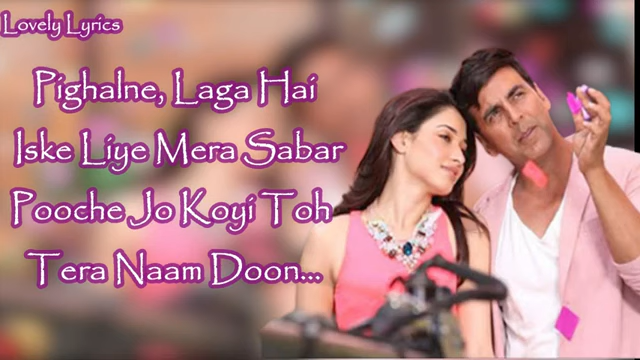 Lovely Lyrics
Pighalne, Laga Hai
Iske Liye Mera Sabar
Pooche Jo Koyi Toh
Tera Naam Doon...